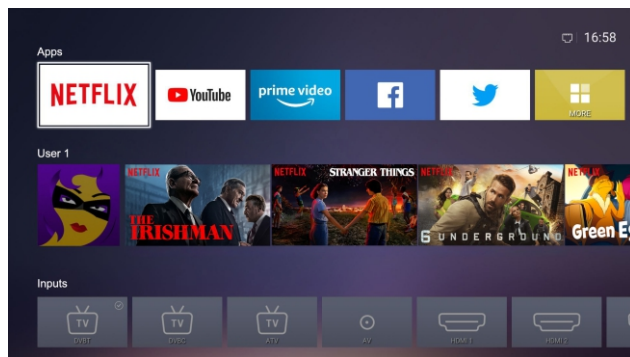 16:58
Apps
NETFLIX
YouTube
prime video
MORE
User 1
NETFLIX
THE
IRISHMAN
NETFLIX
STRANGER THINGS
NETFLIX
6 UNDERGROUND
NETFLIX
Green E
Inputs
TV
DVBT
TV
DVBC
TV
ATV
AV
HDMI 1
HDMI 2